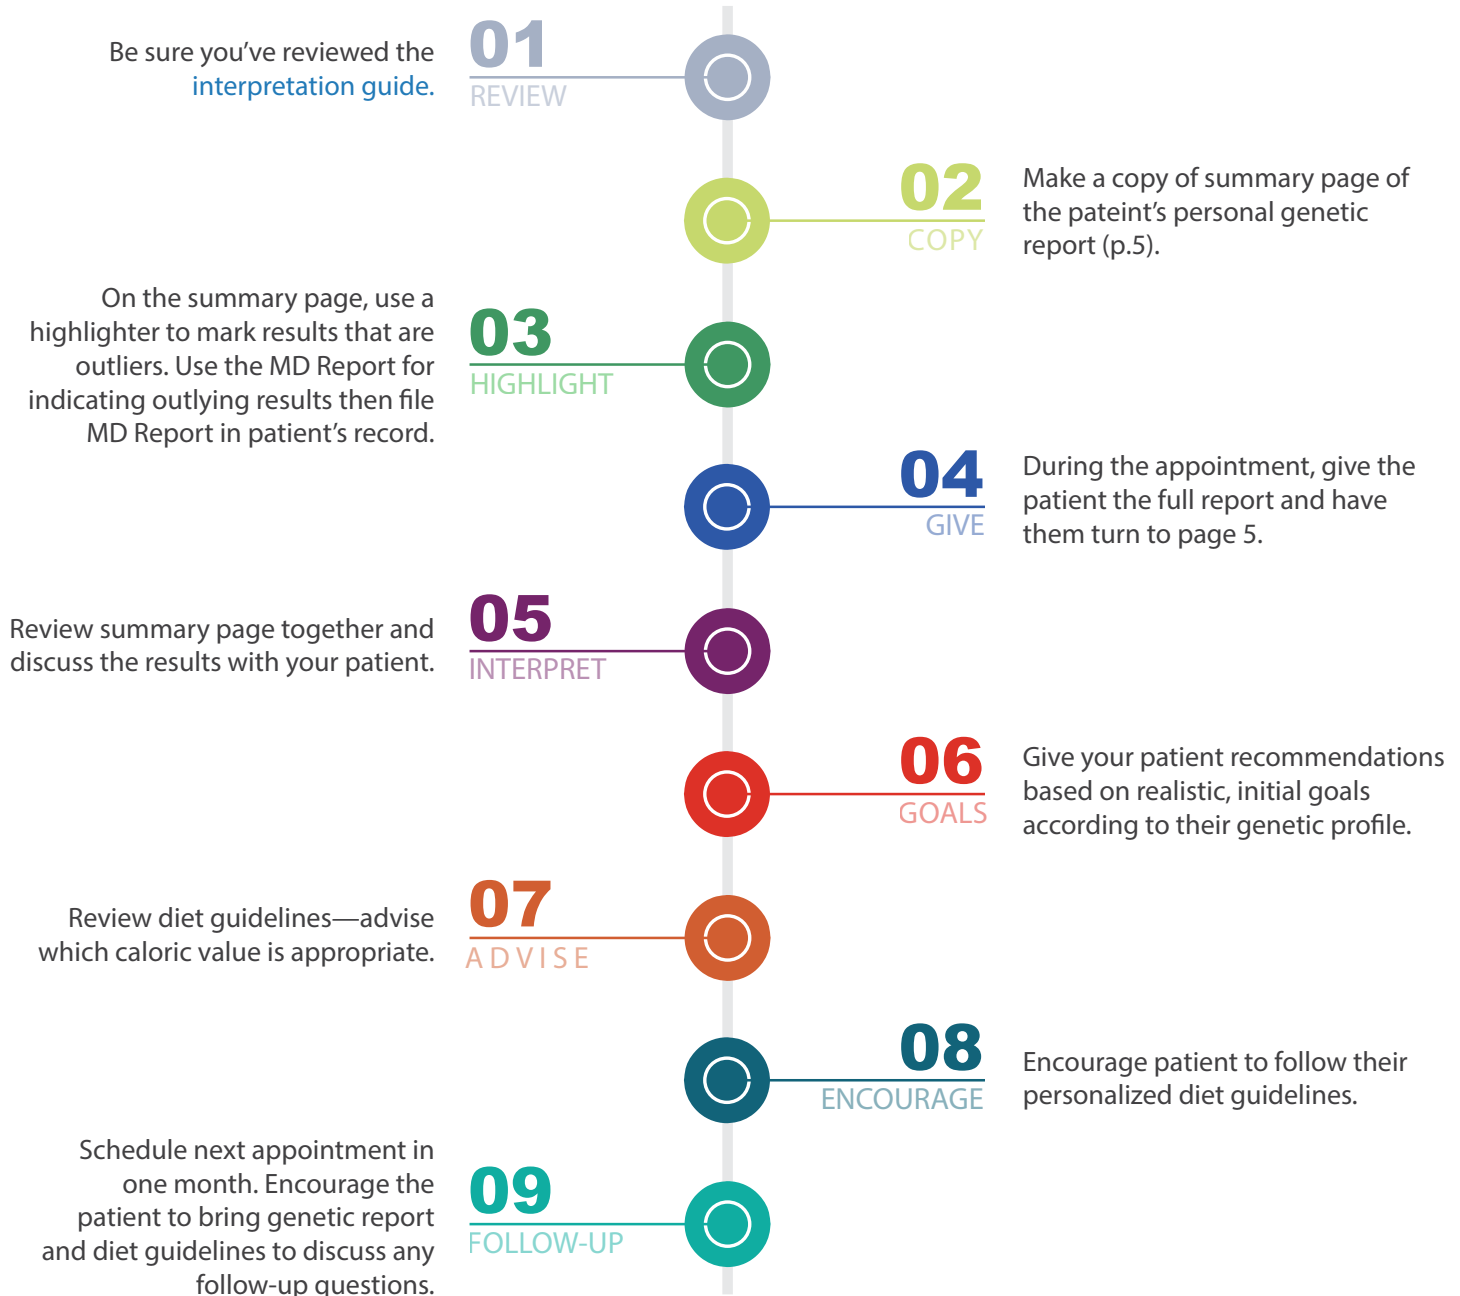 Be sure you’ve reviewed the
interpretation guide.
01
REVIEW
02
COPY
Make a copy of summary page of
the pateint’s personal genetic
report (p.5).
On the summary page, use a
highlighter to mark results that are
outliers. Use the MD Report for
indicating outlying results then file
MD Report in patient’s record.
03
HIGHLIGHT
04
GIVE
During the appointment, give the
patient the full report and have
them turn to page 5.
Review summary page together and
discuss the results with your patient.
05
INTERPRET
06
GOALS
Give your patient recommendations
based on realistic, initial goals
according to their genetic profile.
Review diet guidelines—advise
which caloric value is appropriate.
07
ADVISE
08
ENCOURAGE
Encourage patient to follow their
personalized diet guidelines.
Schedule next appointment in
one month. Encourage the
patient to bring genetic report
and diet guidelines to discuss any
follow-up questions.
09
FOLLOW-UP